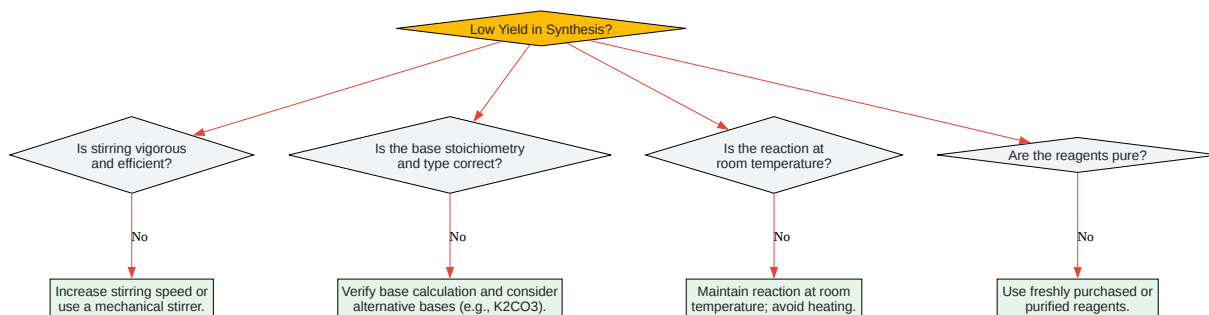 Low Yield in Synthesis?
Is stirring vigorous
and efficient?
Is the base stoichiometry
and type correct?
Is the reaction at
room temperature?
Are the reagents pure?
No
No
No
No
Increase stirring speed or
use a mechanical stirrer.
Verify base calculation and consider
alternative bases (e.g., K2CO3).
Maintain reaction at room
temperature; avoid heating.
Use freshly purchased or
purified reagents.